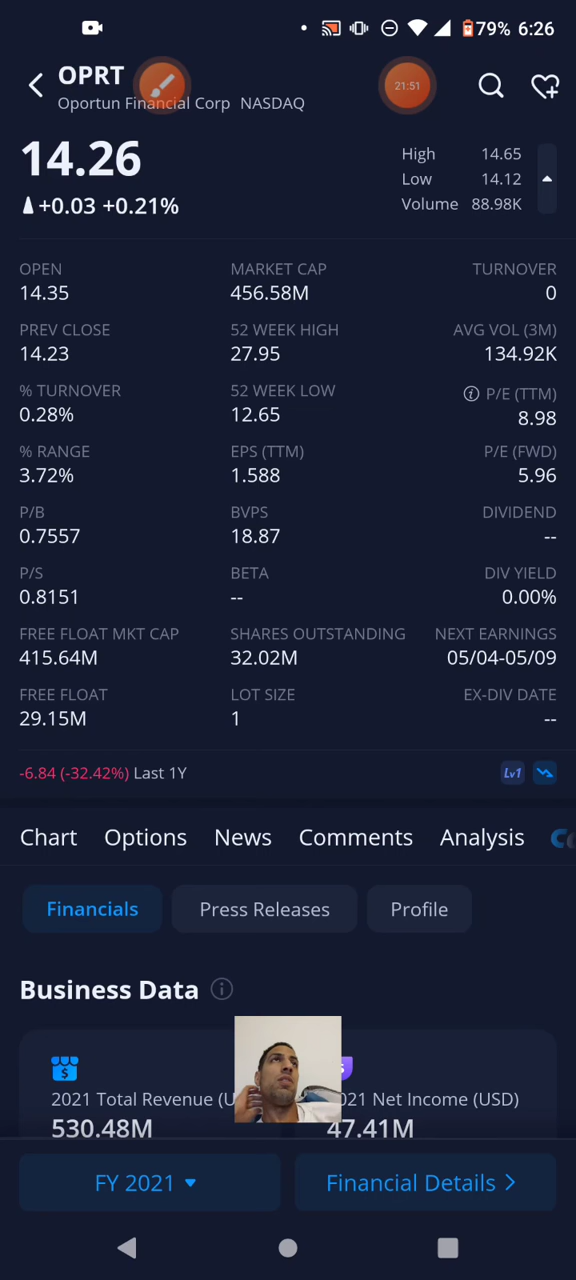 79% 6:26
OPRT
21:51
Oportun Financial Corp NASDAQ
14.26
+0.03 +0.21%
High 14.65
Low 14.12
Volume 88.98K
OPEN MARKET CAP TURNOVER
14.35 456.58M 0
PREV CLOSE 52 WEEK HIGH AVG VOL (3M)
14.23 27.95 134.92K
% TURNOVER 52 WEEK LOW P/E (TTM)
0.28% 12.65 8.98
% RANGE EPS (TTM) P/E (FWD)
3.72% 1.588 5.96
P/B BVPS DIVIDEND
0.7557 18.87 --
P/S BETA DIV YIELD
0.8151 -- 0.00%
FREE FLOAT MKT CAP SHARES OUTSTANDING NEXT EARNINGS
415.64M 32.02M 05/04-05/09
FREE FLOAT LOT SIZE EX-DIV DATE
29.15M 1 --
-6.84 (-32.42%) Last 1Y Lv1
Chart Options News Comments Analysis
Financials Press Releases Profile
Business Data
2021 Total Revenue (U 021 Net Income (USD)
530.48M 47.41M
FY 2021 Financial Details